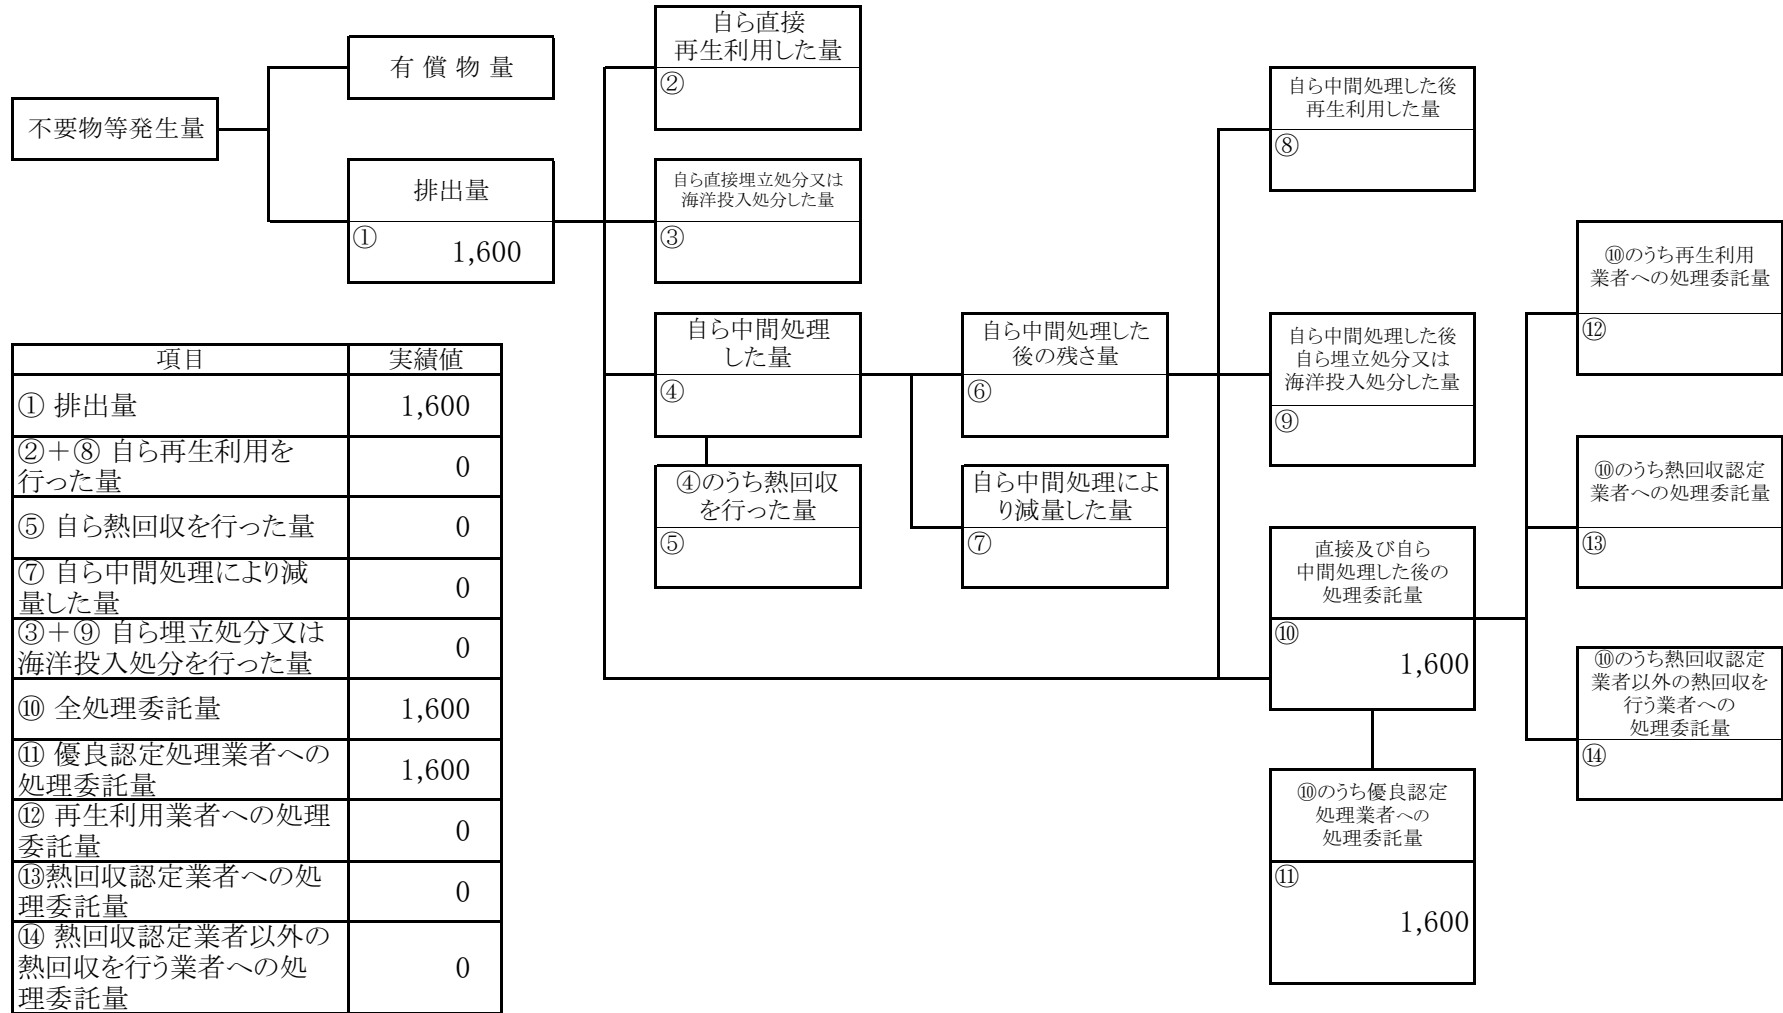 不要物等発生量
有償物量
排出量
①
1,600
自ら直接
再生利用した量
②
自ら直接埋立処分又は
海洋投入処分した量
③
自ら中間処理
した量
④
④のうち熱回収
を行った量
⑤
自ら中間処理した
後の残さ量
⑥
自ら中間処理によ
り減量した量
⑦
自ら中間処理した後
再生利用した量
⑧
自ら中間処理した後
自ら埋立処分又は
海洋投入処分した量
⑨
直接及び自ら
中間処理した後の
処理委託量
⑩
1,600
⑩のうち優良認定
処理業者への
処理委託量
⑪
1,600
⑩のうち再生利用
業者への処理委託量
⑫
⑩のうち熱回収認定
業者への処理委託量
⑬
⑩のうち熱回収認定
業者以外の熱回収を
行う業者への
処理委託量
⑭
項目 実績値
① 排出量 1,600
②＋⑧ 自ら再生利用を
行った量 0
⑤ 自ら熱回収を行った量 0
⑦ 自ら中間処理により減
量した量 0
③＋⑨ 自ら埋立処分又は
海洋投入処分を行った量 0
⑩ 全処理委託量 1,600
⑪ 優良認定処理業者への
処理委託量 1,600
⑫ 再生利用業者への処理
委託量 0
⑬熱回収認定業者への処
理委託量 0
⑭ 熱回収認定業者以外の
熱回収を行う業者への処
理委託量 0